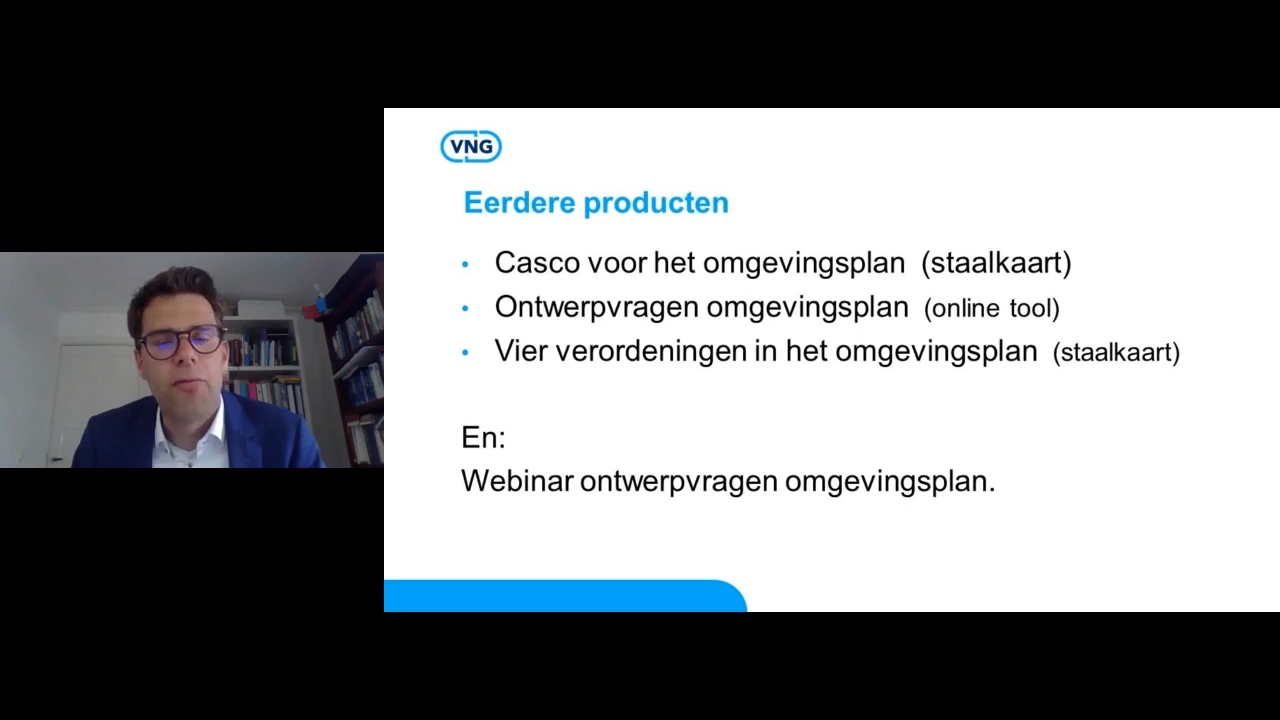 VNG
Eerdere producten
• Casco voor het omgevingsplan (staalkaart)
• Ontwerpvragen omgevingsplan (online tool)
• Vier verordeningen in het omgevingsplan (staalkaart)
En:
Webinar ontwerpvragen omgevingsplan.